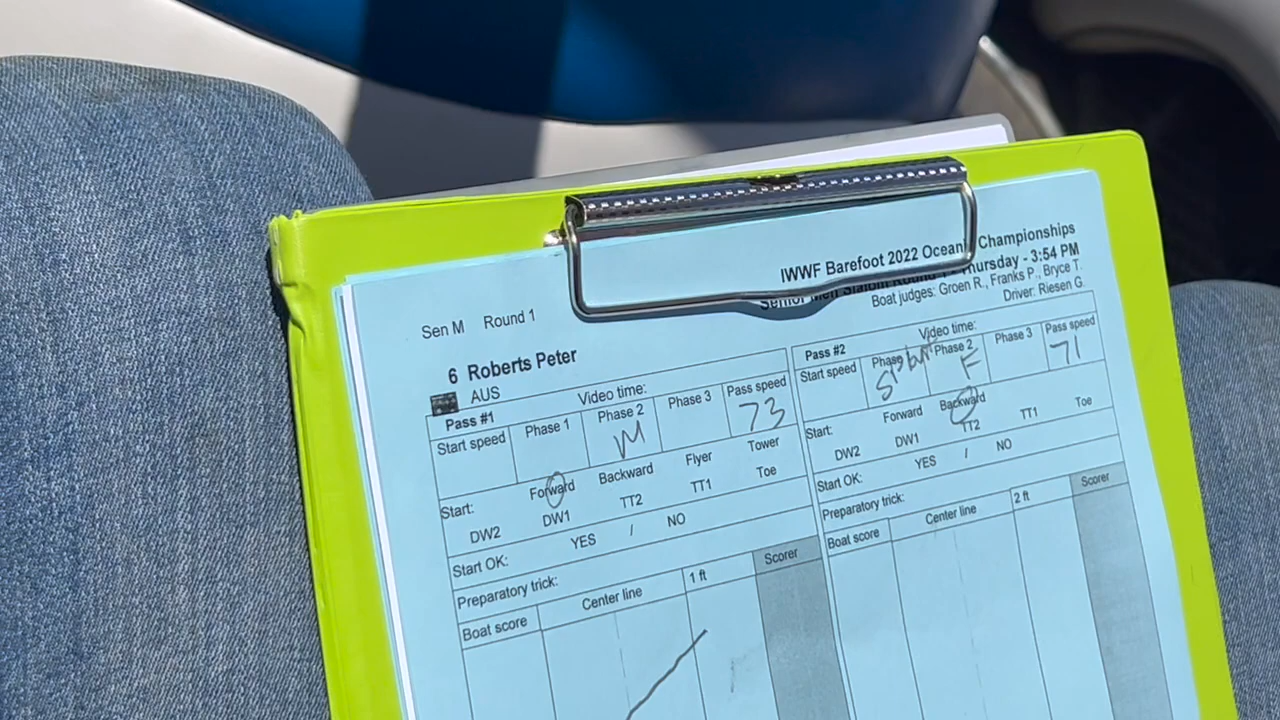 IWWF Barefoot 2022 Oceania Championships
Senior Men Slalom Round 1 - Thursday - 3:54 PM
Boat judges: Groen R., Franks P., Bryce T.
Driver: Riesen G.
Sen M Round 1
6 Roberts Peter
AUS
Video time:
Pass #1
Start speed Phase 1 Phase 2 Phase 3 Pass speed
M 73
Start: Forward Backward Flyer Tower
DW2 DW1 TT2 TT1 Toe
Start OK: YES / NO
Preparatory trick:
Boat score Center line 1 ft Scorer
Pass #2 Video time:
Start speed Phase Phase 2 Phase 3 Pass speed
F 71
Start: Forward Backward
DW2 DW1 TT2 TT1 Toe
Start OK: YES / NO
Preparatory trick:
Boat score Center line 2 ft Scorer